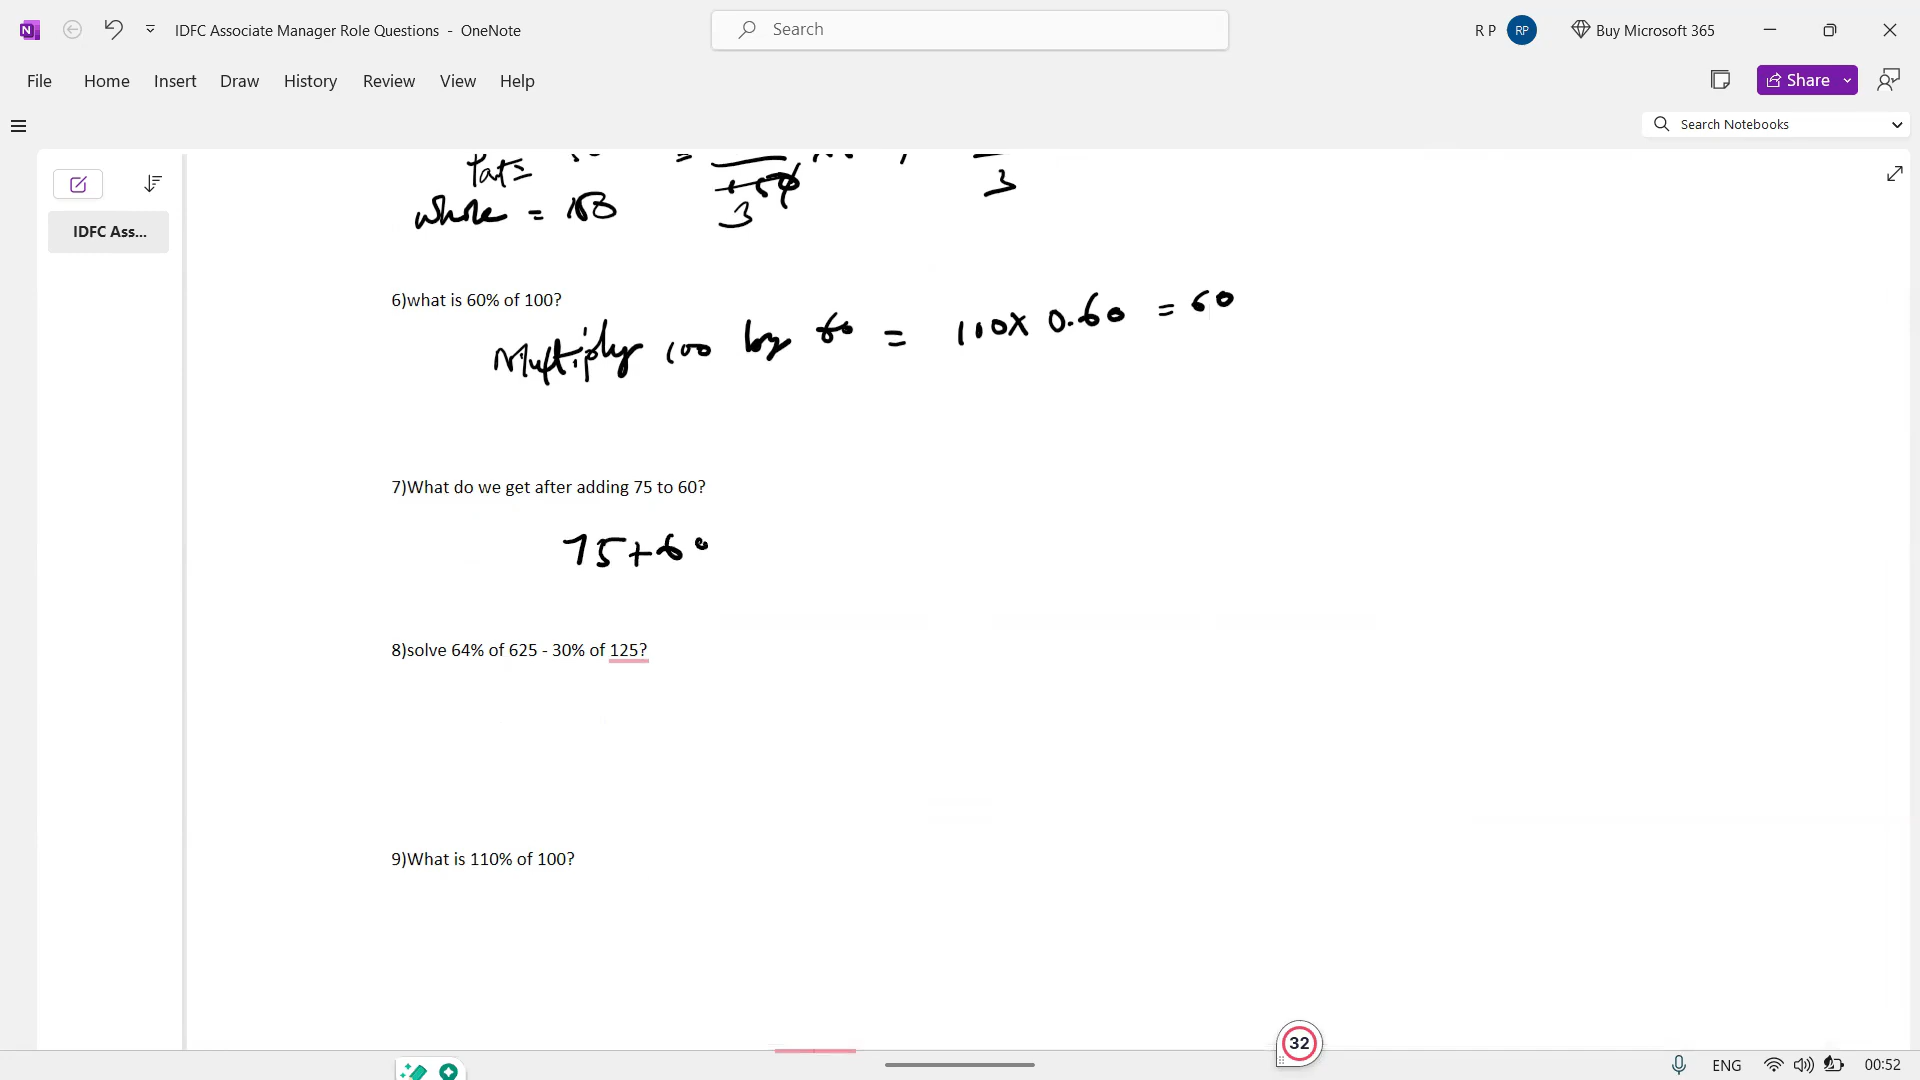 IDFC Associate Manager Role Questions - OneNote
Search
R P
RP
Buy Microsoft 365
File Home Insert Draw History Review View Help
Share
Search Notebooks
IDFC Ass...
3
whole = 180
3
6)what is 60% of 100?
Multiply 100 by 60 = 110x 0.60 = 60
7)What do we get after adding 75 to 60?
75+60
8)solve 64% of 625 - 30% of 125?
9)What is 110% of 100?
32
ENG
00:52